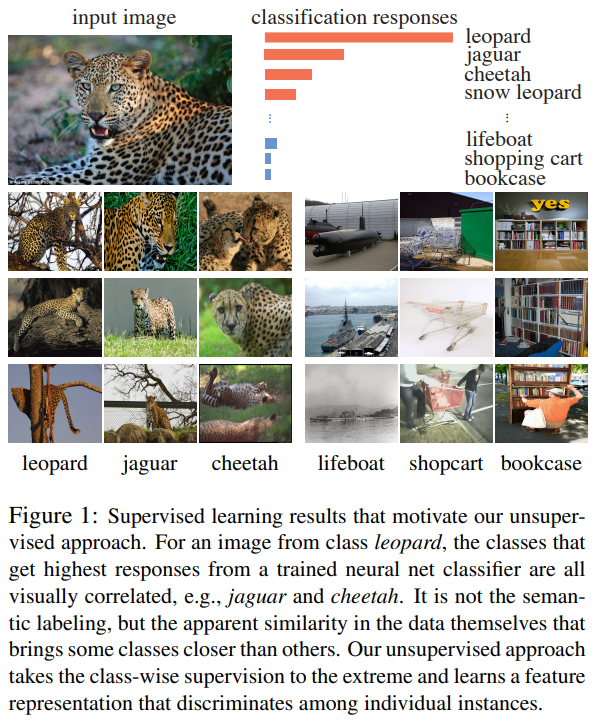 input image
classification responses
leopard
jaguar
cheetah
snow leopard
lifeboat
shopping cart
bookcase
yes
leopard jaguar cheetah lifeboat shopcart bookcase
Figure 1: Supervised learning results that motivate our unsuper-
vised approach. For an image from class leopard, the classes that
get highest responses from a trained neural net classifier are all
visually correlated, e.g., jaguar and cheetah. It is not the seman-
tic labeling, but the apparent similarity in the data themselves that
brings some classes closer than others. Our unsupervised approach
takes the class-wise supervision to the extreme and learns a feature
representation that discriminates among individual instances.